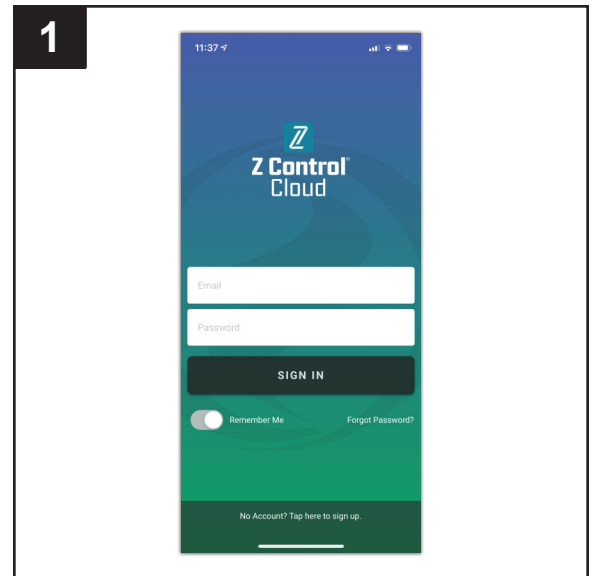 1
11:37
Z Control®
Cloud
Email
Password
SIGN IN
Remember Me
Forgot Password?
No Account? Tap here to sign up.